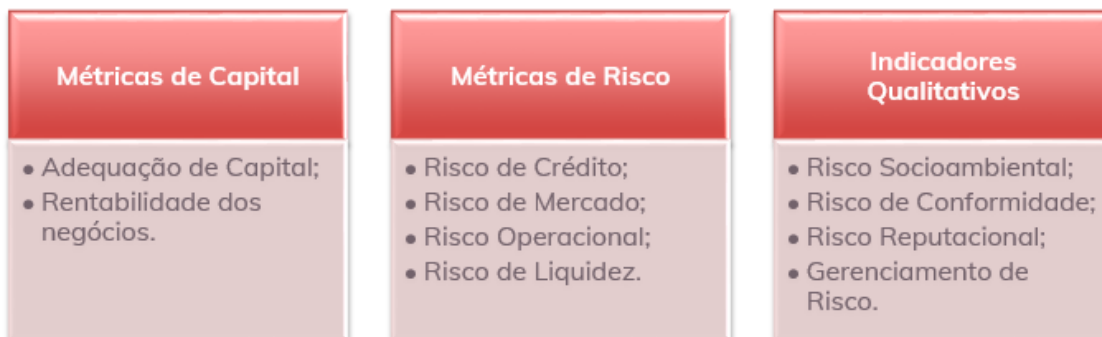 Métricas de Capital
• Adequação de Capital;
• Rentabilidade dos
negócios.
Métricas de Risco
• Risco de Crédito;
• Risco de Mercado;
• Risco Operacional;
• Risco de Liquidez.
Indicadores
Qualitativos
• Risco Socioambiental;
• Risco de Conformidade;
• Risco Reputacional;
• Gerenciamento de
Risco.